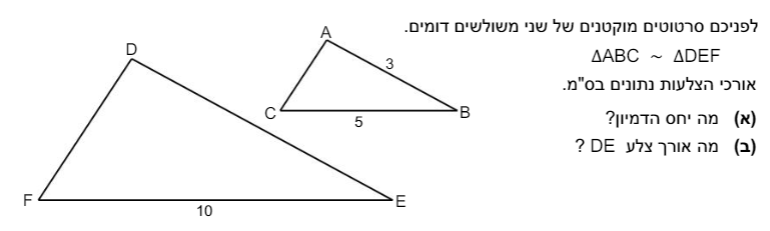 לפניכם סרטוטים מוקטנים של שני משולשים דומים.
ΔABC ~ ΔDEF
אורכי הצלעות נתונים בס"מ.
(א) מה יחס הדמיון?
(ב) מה אורך צלע DE ?
A
3
C
B
5
D
F
E
10